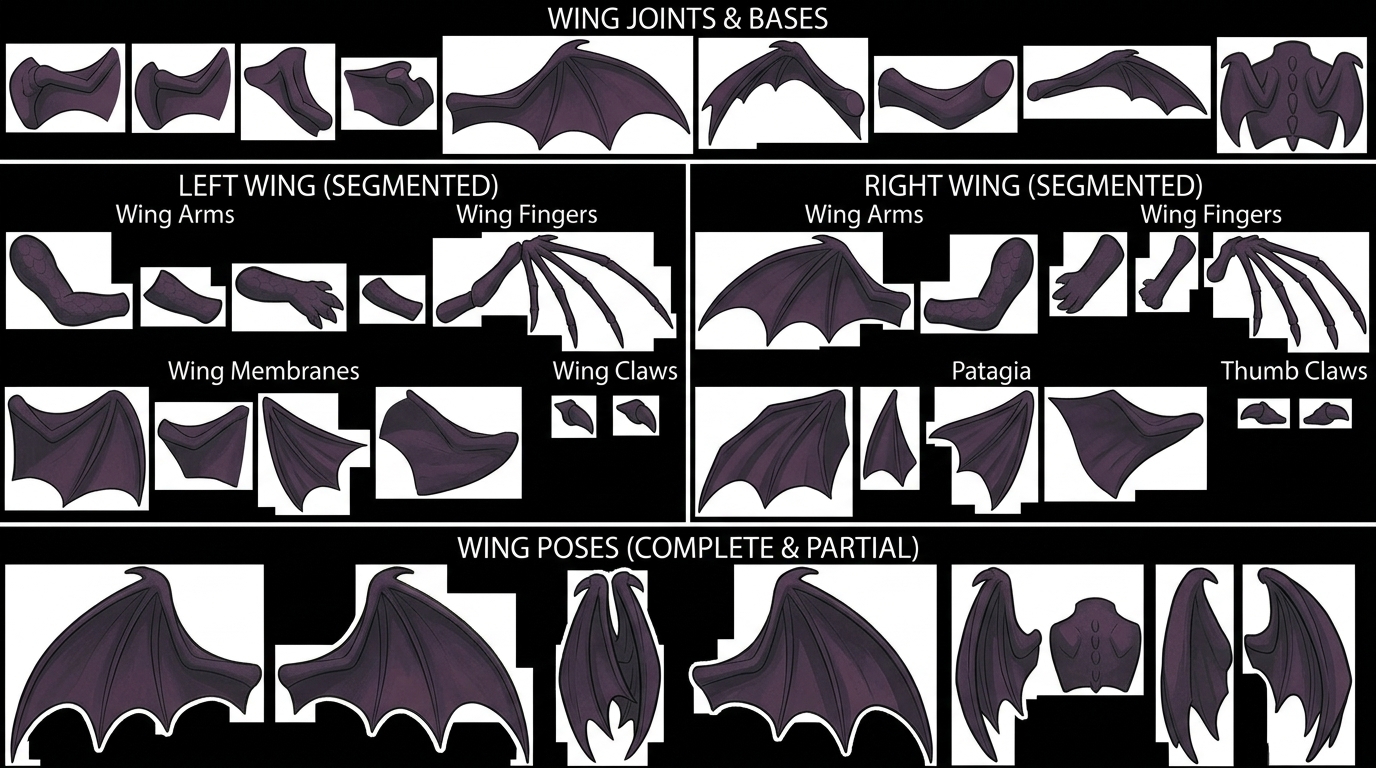 WING JOINTS & BASES
LEFT WING (SEGMENTED)
Wing Arms
Wing Fingers
Wing Membranes
Wing Claws
RIGHT WING (SEGMENTED)
Wing Arms
Wing Fingers
Patagia
Thumb Claws
WING POSES (COMPLETE & PARTIAL)